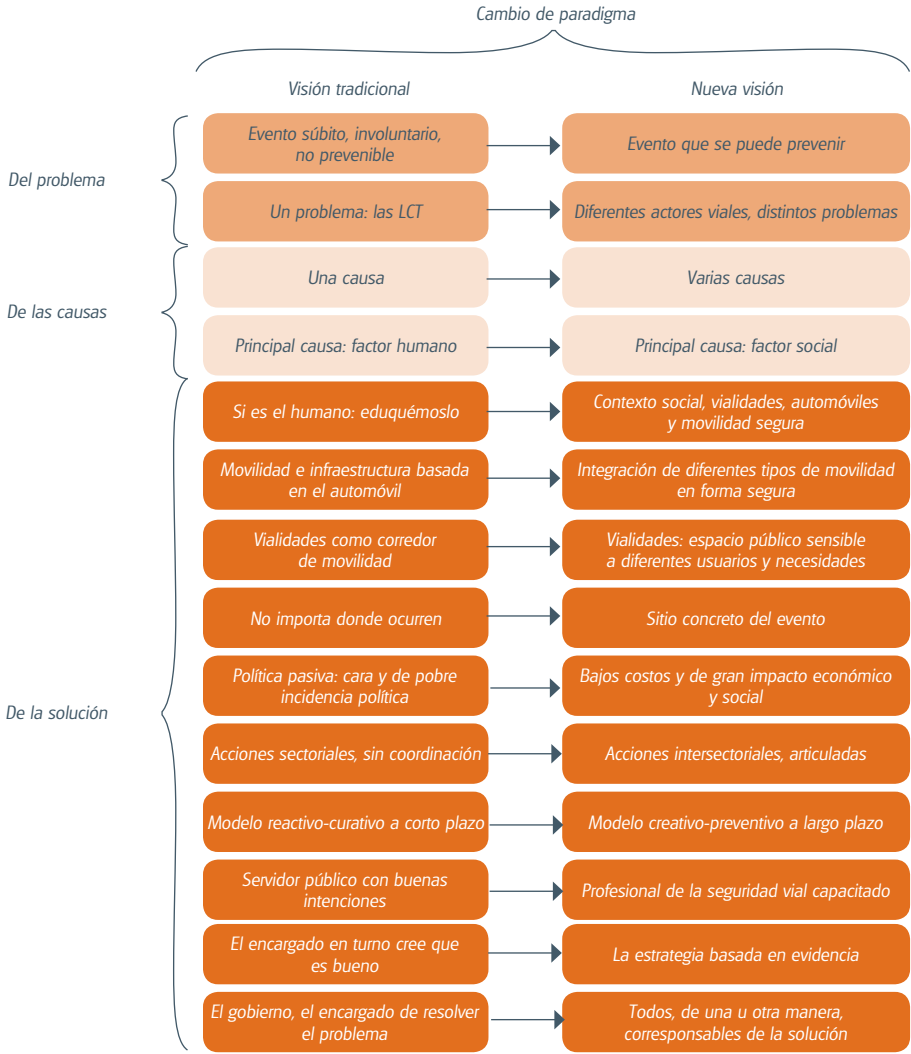 Cambio de paradigma
Visión tradicional
Nueva visión
Del problema
Evento súbito, involuntario,
no prevenible
Evento que se puede prevenir
Un problema: las LCT
Diferentes actores viales, distintos problemas
De las causas
Una causa
Varias causas
Principal causa: factor humano
Principal causa: factor social
De la solución
Si es el humano: eduquémoslo
Contexto social, vialidades, automóviles
y movilidad segura
Movilidad e infraestructura basada
en el automóvil
Integración de diferentes tipos de movilidad
en forma segura
Vialidades como corredor
de movilidad
Vialidades: espacio público sensible
a diferentes usuarios y necesidades
No importa donde ocurren
Sitio concreto del evento
Política pasiva: cara y de pobre
incidencia política
Bajos costos y de gran impacto económico
y social
Acciones sectoriales, sin coordinación
Acciones intersectoriales, articuladas
Modelo reactivo-curativo a corto plazo
Modelo creativo-preventivo a largo plazo
Servidor público con buenas
intenciones
Profesional de la seguridad vial capacitado
El encargado en turno cree que
es bueno
La estrategia basada en evidencia
El gobierno, el encargado de resolver
el problema
Todos, de una u otra manera,
corresponsables de la solución